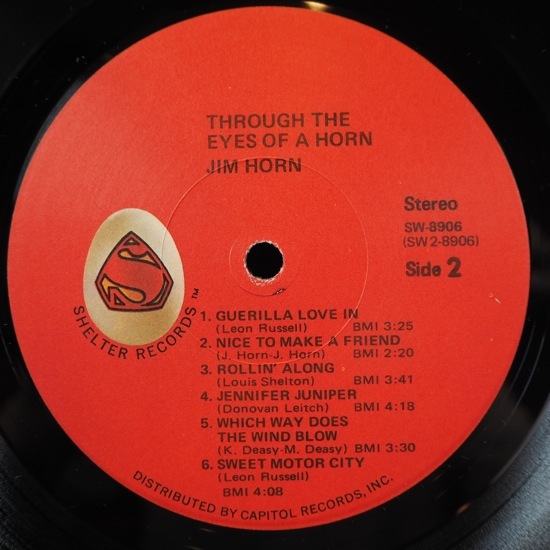 THROUGH THE
EYES OF A HORN
JIM HORN
Stereo
SW-8906
(SW2-8906)
Side 2
S
SHELTER RECORDS™
1. GUERILLA LOVE IN
(Leon Russell) BMI 3:25
2. NICE TO MAKE A FRIEND
(J. Horn-J. Horn) BMI 2:20
3. ROLLIN' ALONG
(Louis Shelton) BMI 3:41
4. JENNIFER JUNIPER
(Donovan Leitch) BMI 4:18
5. WHICH WAY DOES
THE WIND BLOW
(K. Deasy-M. Deasy) BMI 3:30
6. SWEET MOTOR CITY
(Leon Russell)
BMI 4:08
DISTRIBUTED BY CAPITOL RECORDS, INC.